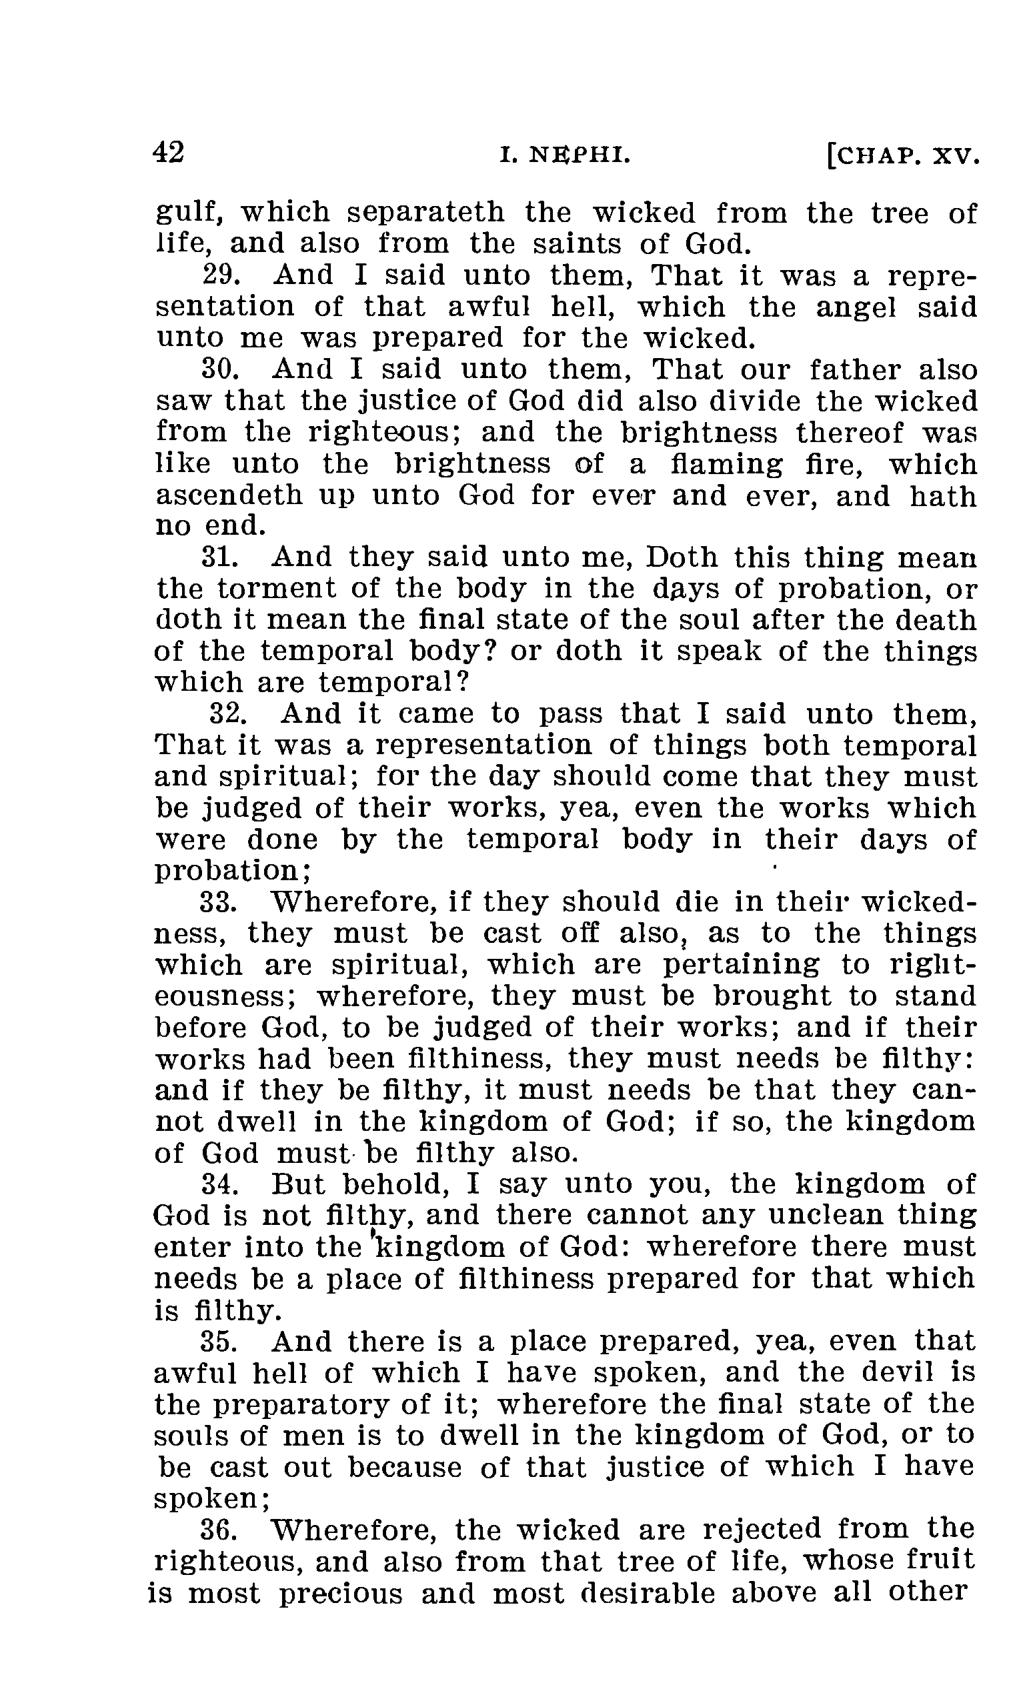 42 I. NEPHI. [CHAP. XV.
gulf, which separateth the wicked from the tree of
life, and also from the saints of God.
29. And I said unto them, That it was a repre-
sentation of that awful hell, which the angel said
unto me was prepared for the wicked.
30. And I said unto them, That our father also
saw that the justice of God did also divide the wicked
from the righteous; and the brightness thereof was
like unto the brightness of a flaming fire, which
ascendeth up unto God for ever and ever, and hath
no end.
31. And they said unto me, Doth this thing mean
the torment of the body in the days of probation, or
doth it mean the final state of the soul after the death
of the temporal body? or doth it speak of the things
which are temporal?
32. And it came to pass that I said unto them,
That it was a representation of things both temporal
and spiritual; for the day should come that they must
be judged of their works, yea, even the works which
were done by the temporal body in their days of
probation;
33. Wherefore, if they should die in their wicked-
ness, they must be cast off also, as to the things
which are spiritual, which are pertaining to right-
eousness; wherefore, they must be brought to stand
before God, to be judged of their works; and if their
works had been filthiness, they must needs be filthy:
and if they be filthy, it must needs be that they can-
not dwell in the kingdom of God; if so, the kingdom
of God must be filthy also.
34. But behold, I say unto you, the kingdom of
God is not filthy, and there cannot any unclean thing
enter into the kingdom of God: wherefore there must
needs be a place of filthiness prepared for that which
is filthy.
35. And there is a place prepared, yea, even that
awful hell of which I have spoken, and the devil is
the preparatory of it; wherefore the final state of the
souls of men is to dwell in the kingdom of God, or to
be cast out because of that justice of which I have
spoken;
36. Wherefore, the wicked are rejected from the
righteous, and also from that tree of life, whose fruit
is most precious and most desirable above all other